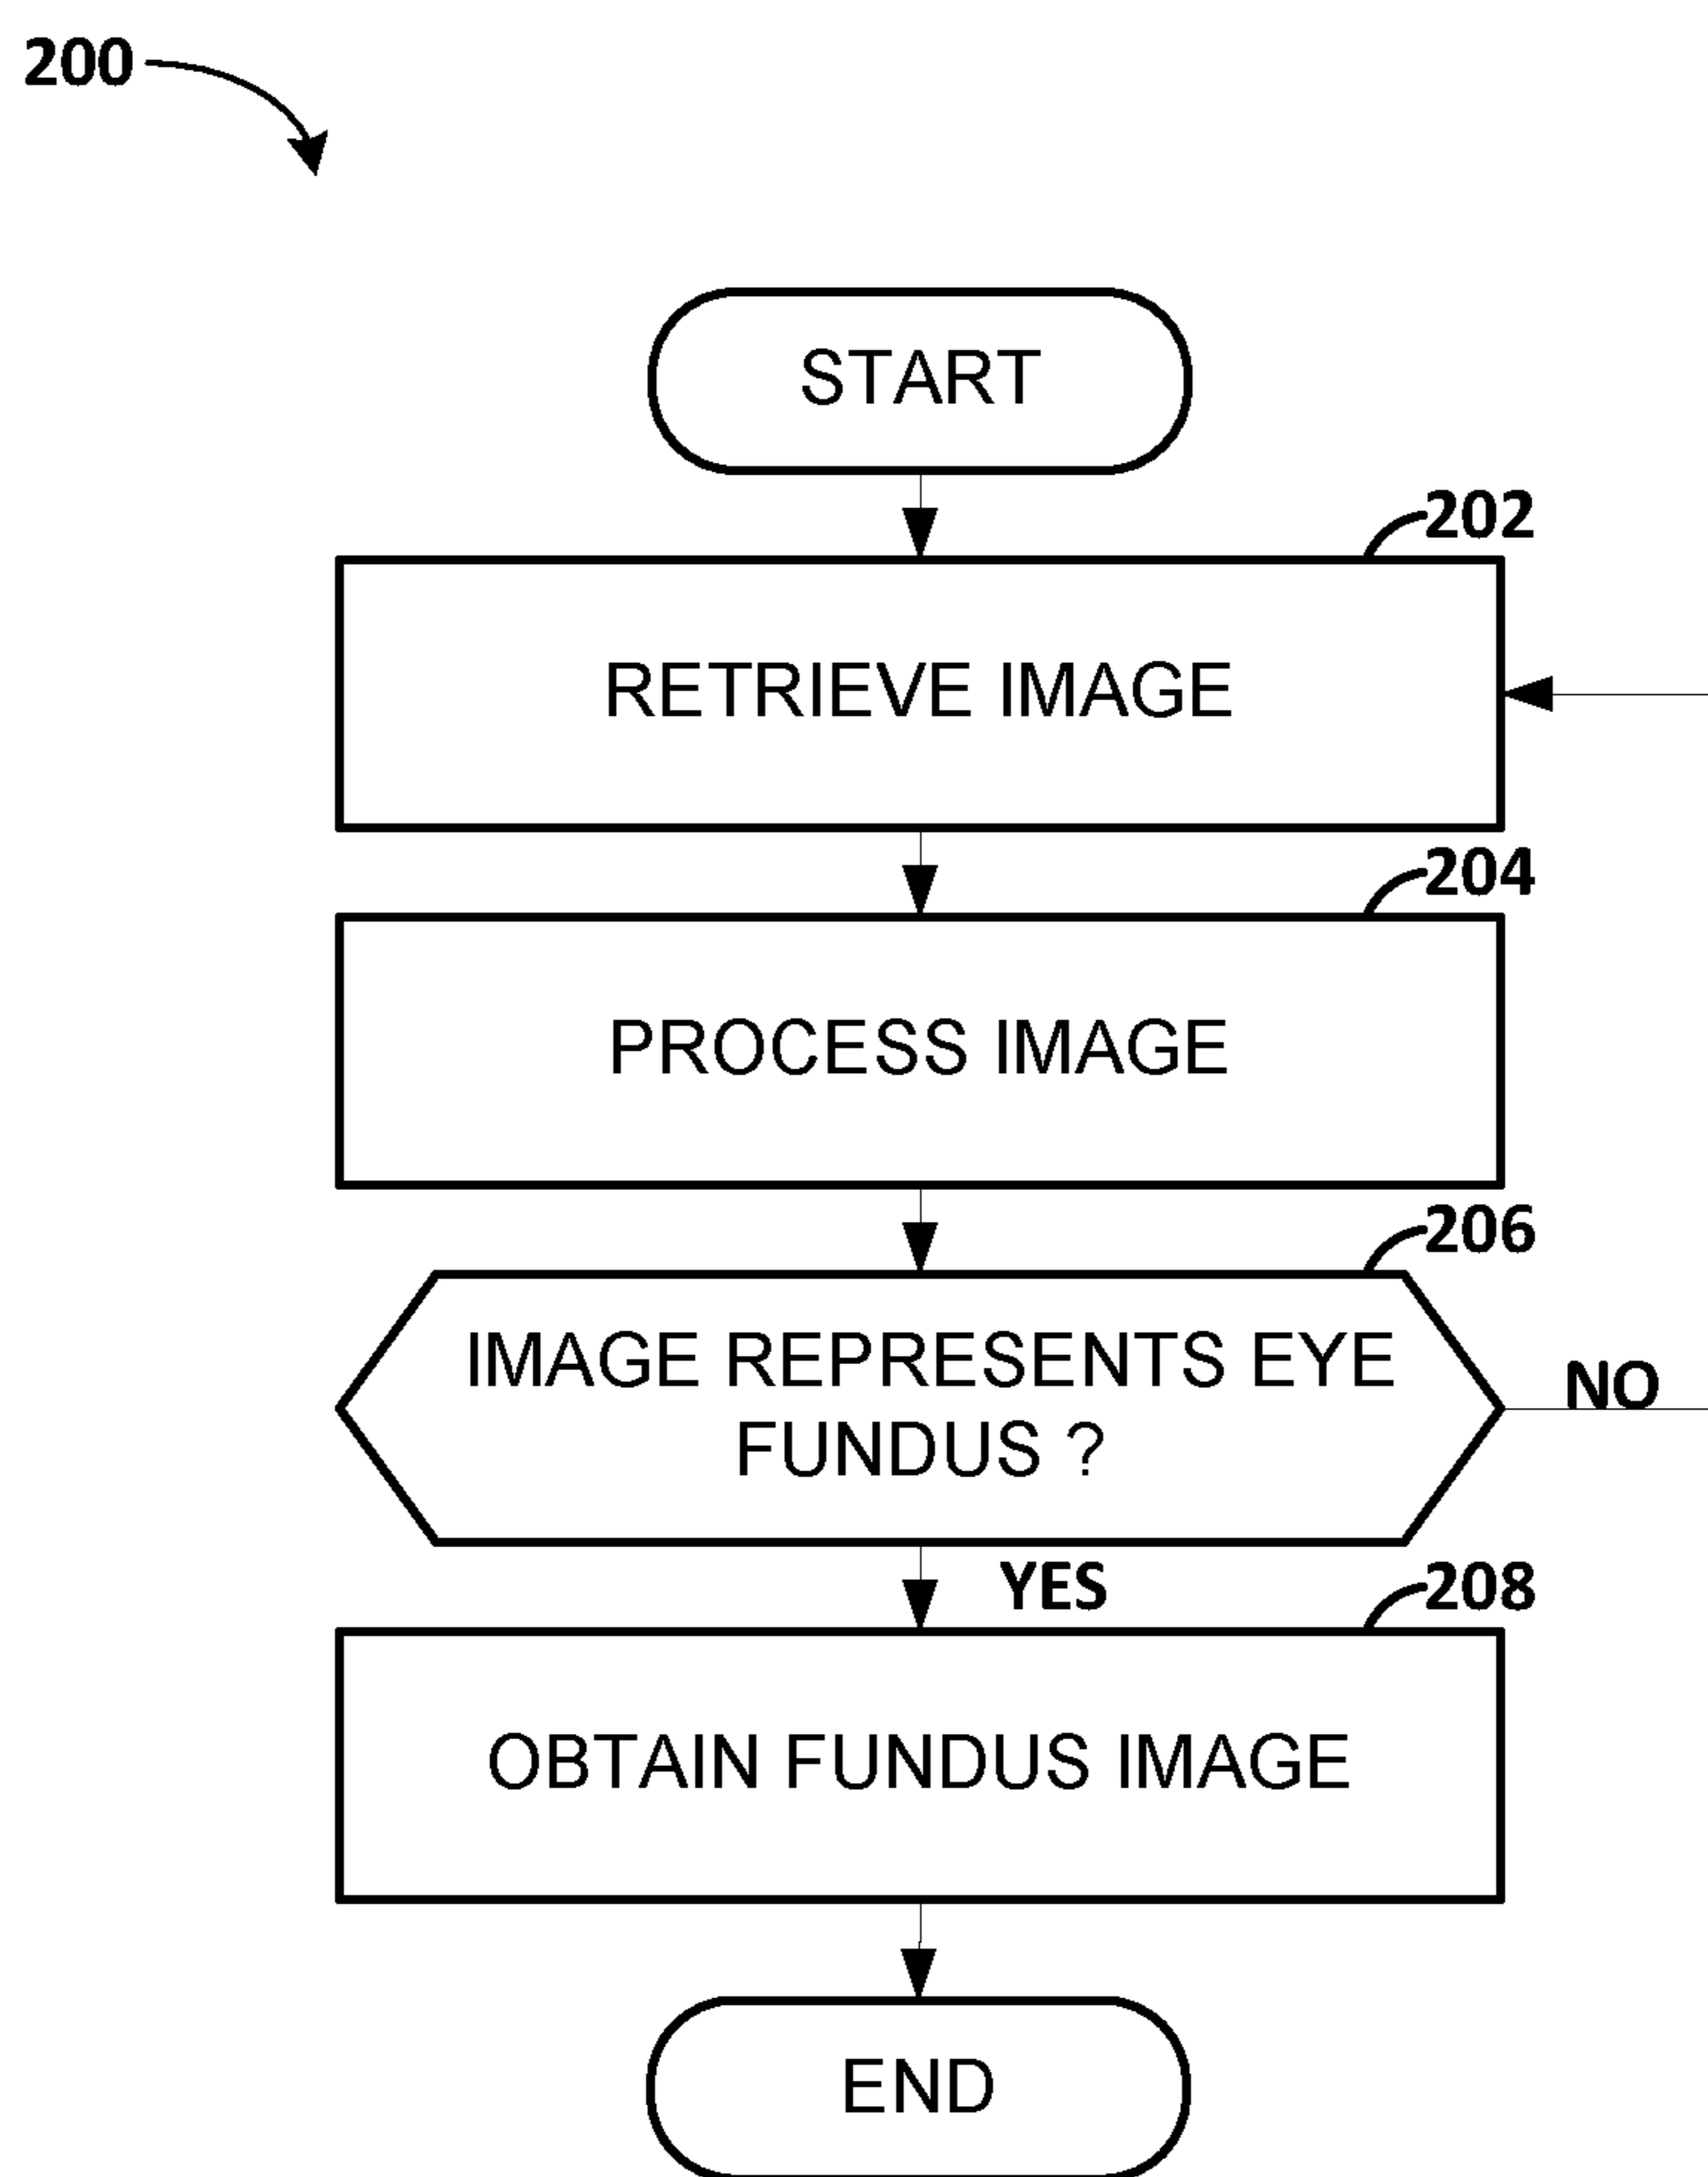 200
START
202
RETRIEVE IMAGE
204
PROCESS IMAGE
206
IMAGE REPRESENTS EYE
FUNDUS ?
NO
YES
208
OBTAIN FUNDUS IMAGE
END